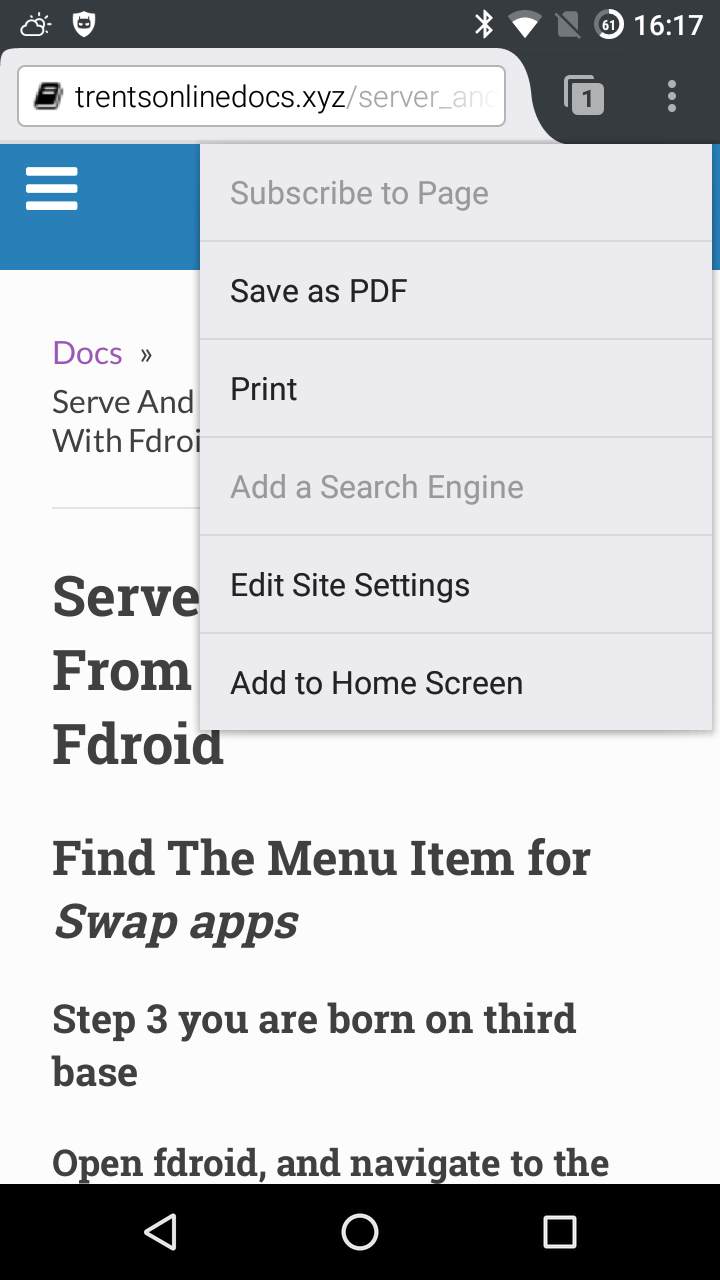 61 16:17
trentsonlinedocs.xyz/server_and
1
Subscribe to Page
Save as PDF
Print
Add a Search Engine
Edit Site Settings
Add to Home Screen
Docs »
Serve And
With Fdroi
Serve
From
Fdroid
Find The Menu Item for
Swap apps
Step 3 you are born on third
base
Open fdroid, and navigate to the